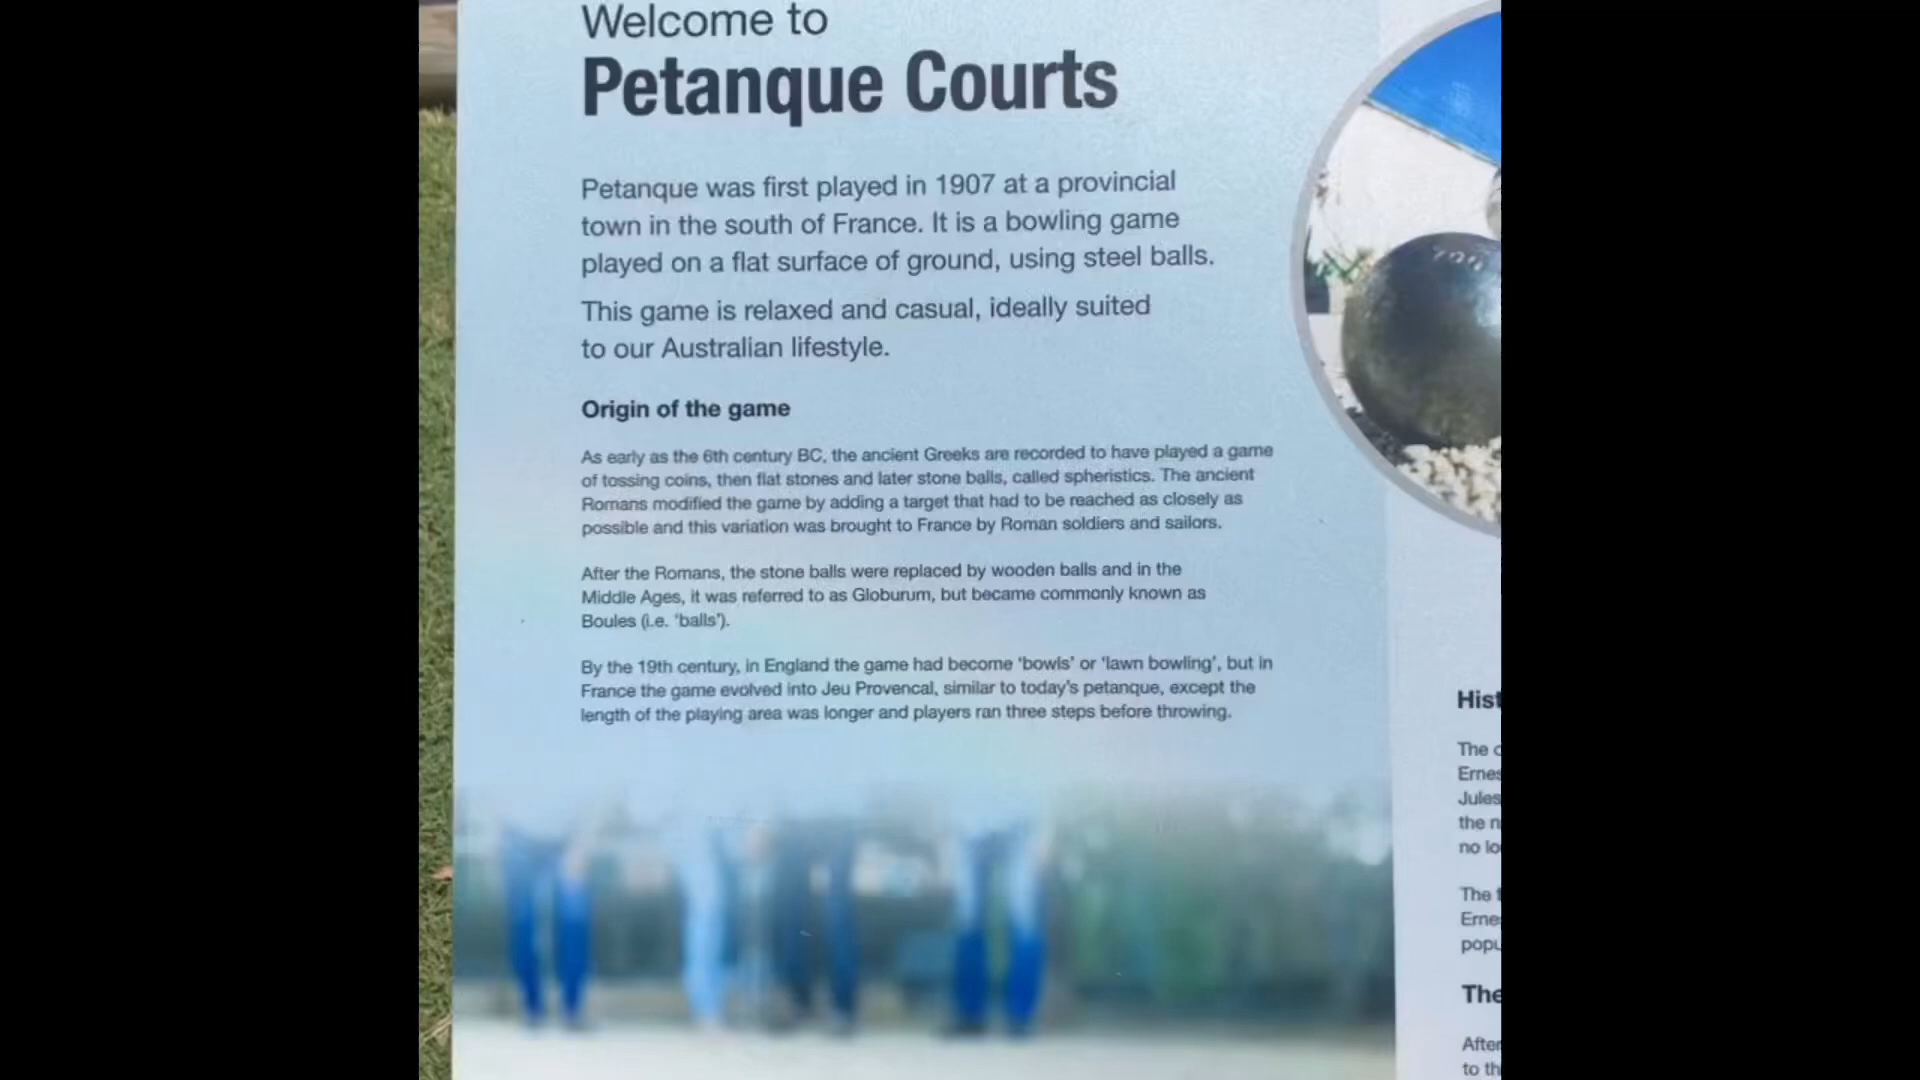 Welcome to
Petanque Courts
Petanque was first played in 1907 at a provincial
town in the south of France. It is a bowling game
played on a flat surface of ground, using steel balls.
This game is relaxed and casual, ideally suited
to our Australian lifestyle.
Origin of the game
As early as the 6th century BC, the ancient Greeks are recorded to have played a game
of tossing coins, then flat stones and later stone balls, called spheristics. The ancient
Romans modified the game by adding a target that had to be reached as closely as
possible and this variation was brought to France by Roman soldiers and sailors.
After the Romans, the stone balls were replaced by wooden balls and in the
Middle Ages, it was referred to as Globurum, but became commonly known as
Boules (i.e. ‘balls’).
By the 19th century, in England the game had become ‘bowls’ or ‘lawn bowling’, but in
France the game evolved into Jeu Provencal, similar to today’s petanque, except the
length of the playing area was longer and players ran three steps before throwing.
The
Jules
the
no
The
The
After
to